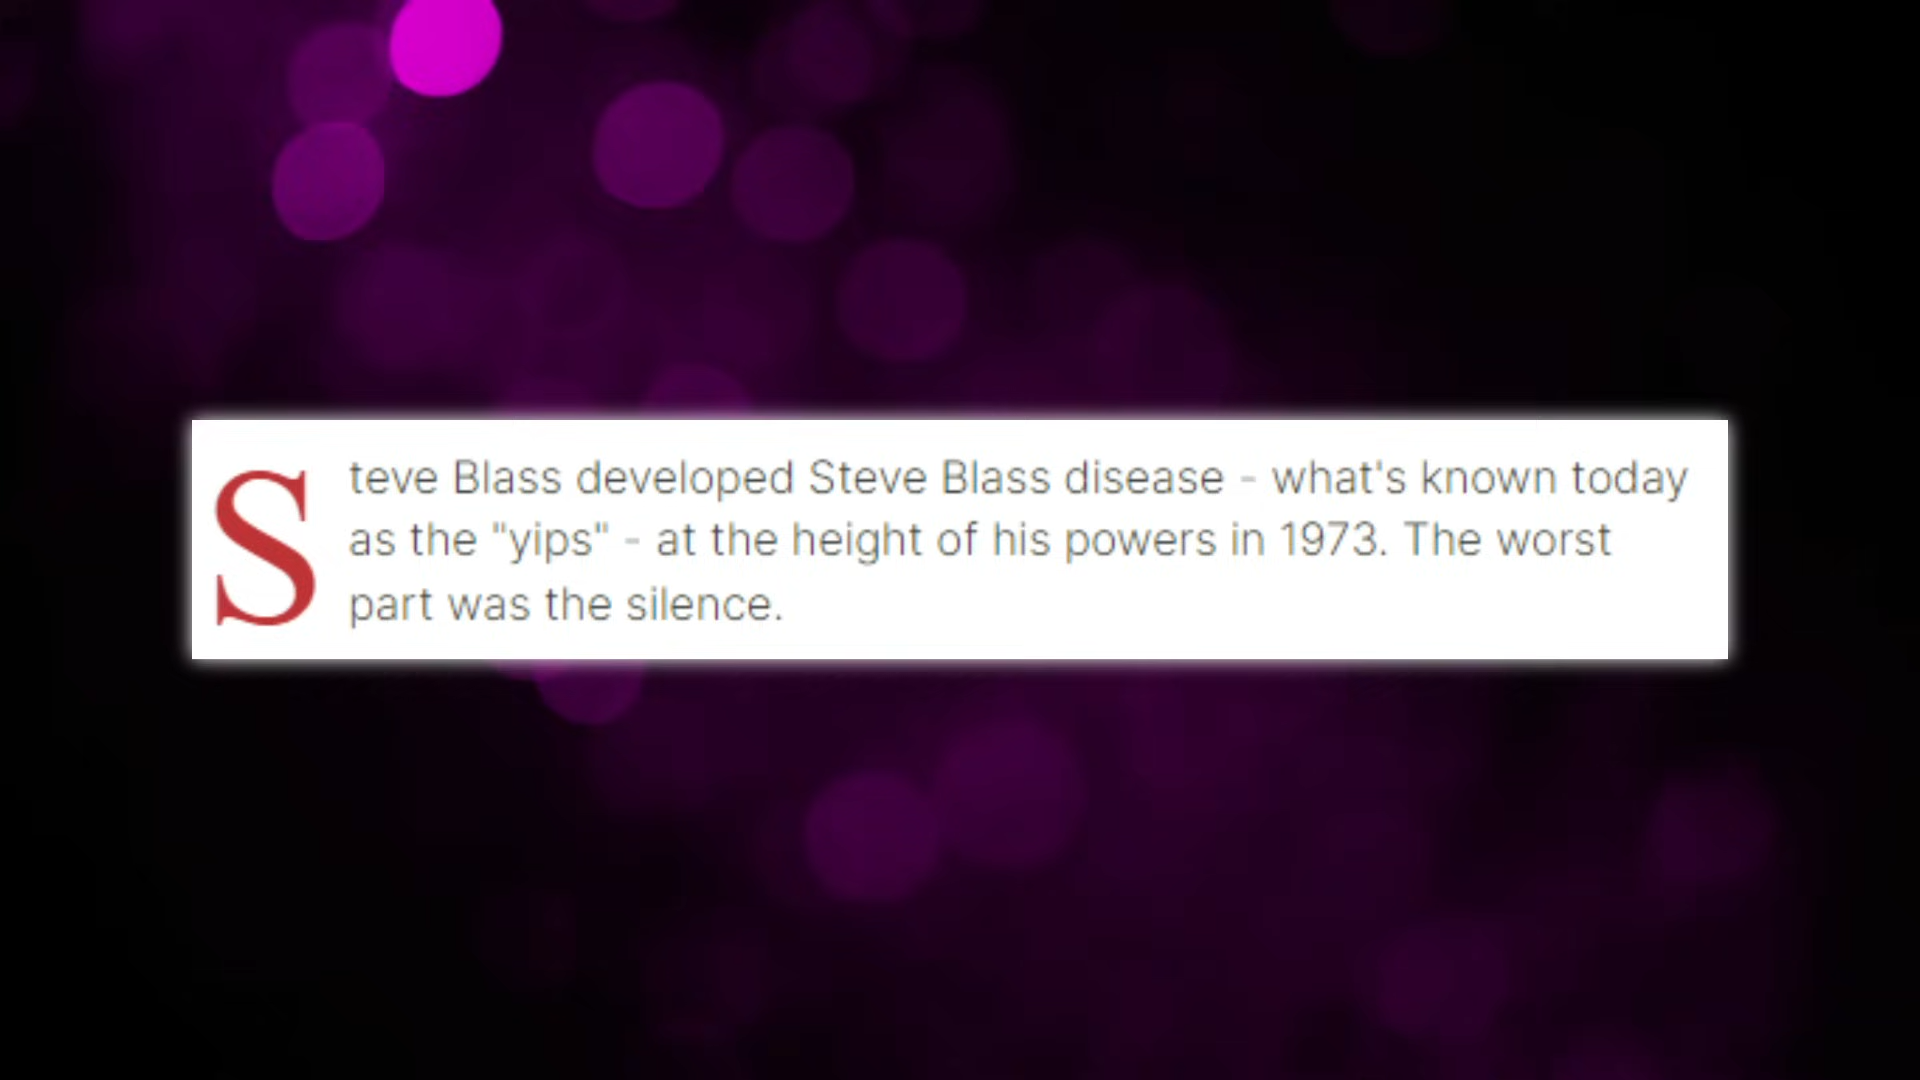 Steve Blass developed Steve Blass disease - what's known today
as the "yips" - at the height of his powers in 1973. The worst
part was the silence.